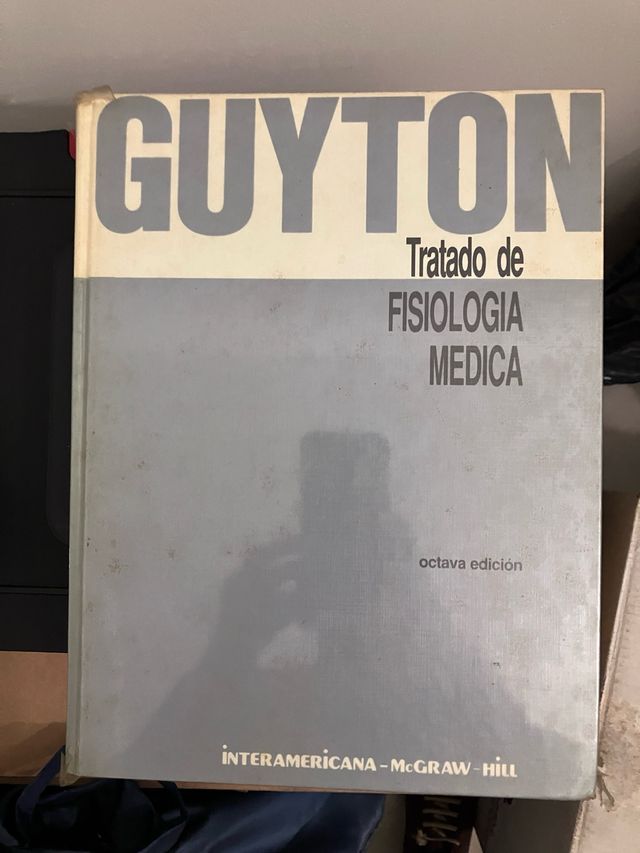 GUYTON
Tratado de
FISIOLOGIA
MEDICA
octava edición
INTERAMERICANA-McGRAW-HILL